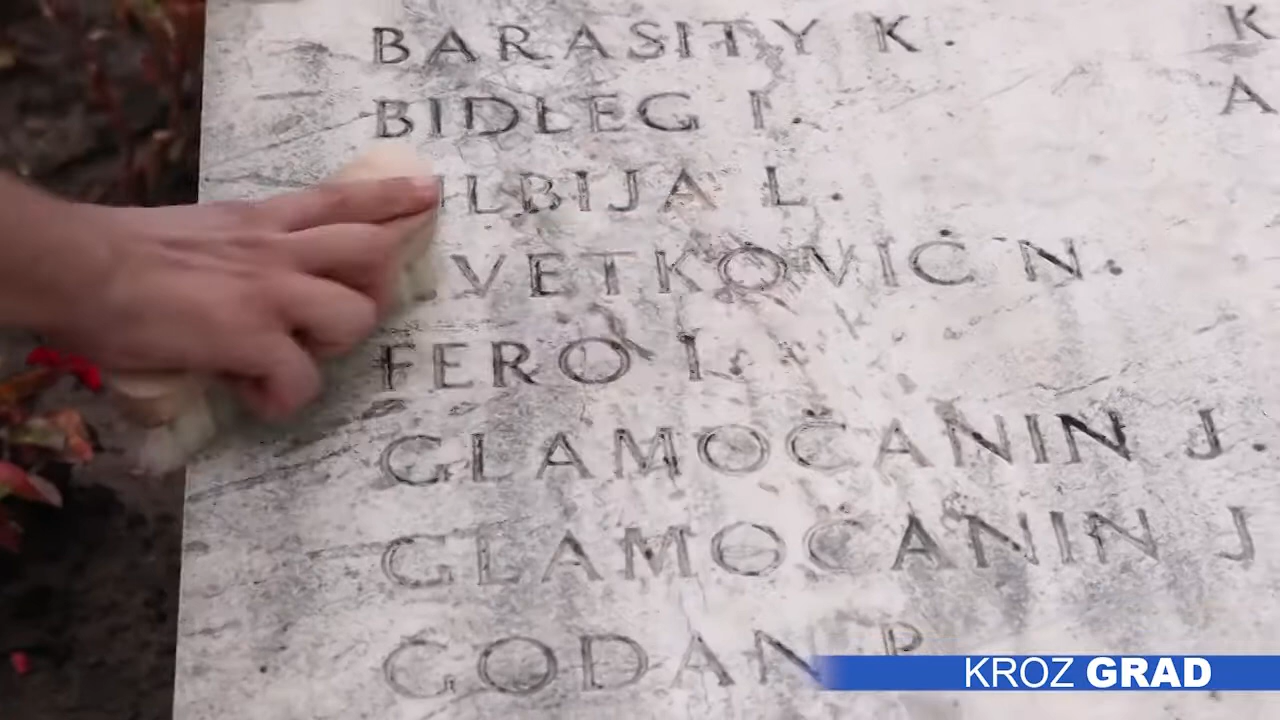 BARASITY K.
K
BIDLEG I.
A
ILBIJA L.
VETKOVIĆ N.
FERO I.
GLAMOČANIN J.
GLAMOČANIN J
GODAN P
KROZ GRAD